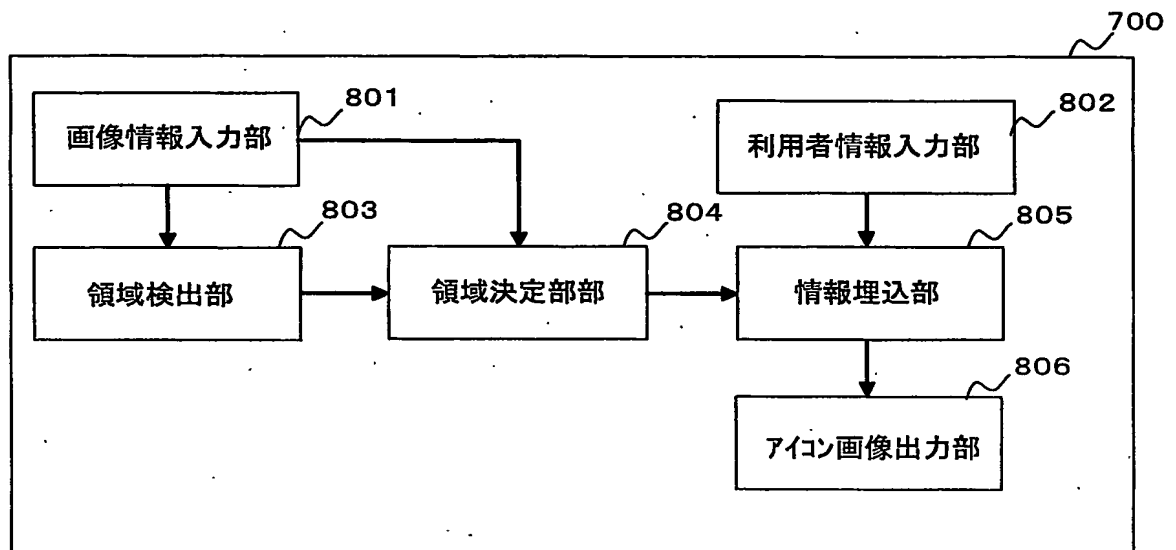 700
801
画像情報入力部
802
利用者情報入力部
803
領域検出部
804
領域決定部部
805
情報埋込部
806
アイコン画像出力部